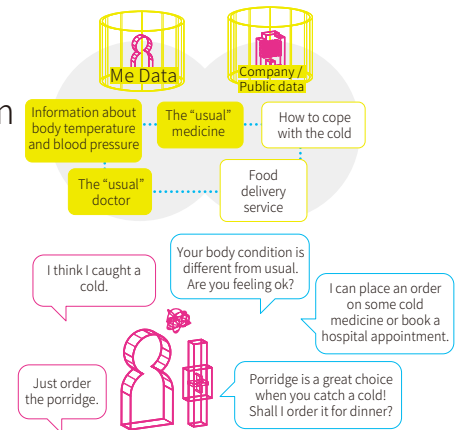 Me Data
Company /
Public data
Information about
body temperature
and blood pressure
The “usual”
medicine
How to cope
with the cold
The “usual”
doctor
Food
delivery
service
I think I caught a
cold.
Your body condition is
different from usual.
Are you feeling ok?
I can place an order
on some cold
medicine or book a
hospital appointment.
Just order
the porridge.
Porridge is a great choice
when you catch a cold!
Shall I order it for dinner?